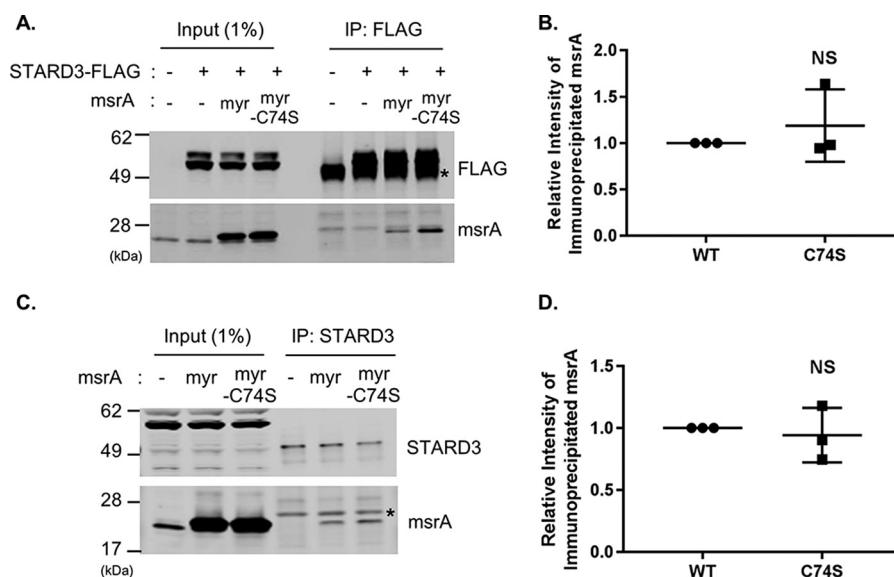 A.
Input (1%) IP: FLAG
STARD3-FLAG : - + + + - + + +
msrA : - - myr myr -C74S - - myr myr -C74S
62
49
* FLAG
28
msrA
(kDa)
B.
Relative Intensity of
Immunoprecipitated msrA
2.0
1.5
1.0
0.5
0.0
NS
WT C74S
C.
Input (1%) IP: STARD3
msrA : - myr myr -C74S - myr myr -C74S
62
49
STARD3
28
* msrA
17
(kDa)
D.
Relative Intensity of
Immunoprecipitated msrA
1.5
1.0
0.5
0.0
NS
WT C74S